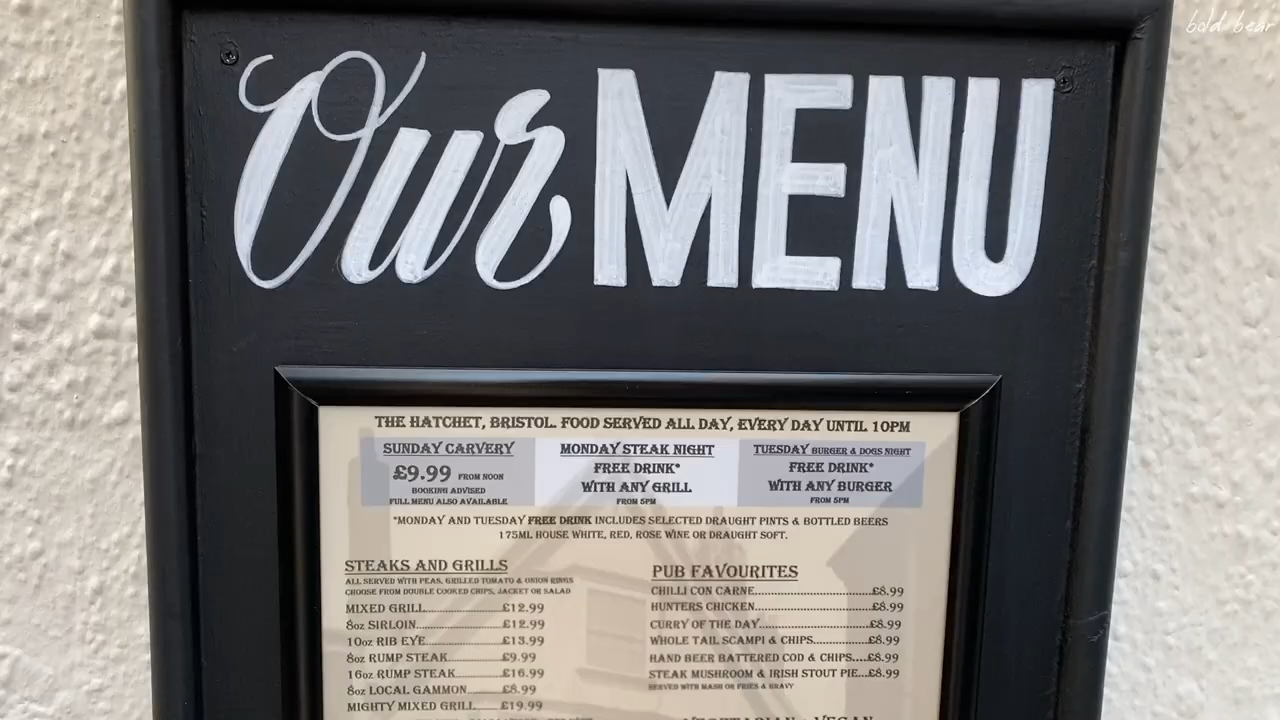 bold bear
Our MENU
THE HATCHET, BRISTOL. FOOD SERVED ALL DAY, EVERY DAY UNTIL 10PM
SUNDAY CARVERY
£9.99 FROM NOON
BOOKING ADVISED
FULL MENU ALSO AVAILABLE
MONDAY STEAK NIGHT
FREE DRINK*
WITH ANY GRILL
FROM 5PM
TUESDAY BURGER & DOGS NIGHT
FREE DRINK*
WITH ANY BURGER
FROM 5PM
*MONDAY AND TUESDAY FREE DRINK INCLUDES SELECTED DRAUGHT PINTS & BOTTLED BEERS
175ML HOUSE WHITE, RED, ROSE WINE OR DRAUGHT SOFT.
STEAKS AND GRILLS
ALL SERVED WITH PEAS, GRILLED TOMATO & ONION RINGS
CHOOSE FROM DOUBLE COOKED CHIPS, JACKET OR SALAD
MIXED GRILL....................£12.99
8oz SIRLOIN....................£12.99
10oz RIB EYE....................£13.99
8oz RUMP STEAK..............£9.99
16oz RUMP STEAK............£16.99
8oz LOCAL GAMMON........£8.99
MIGHTY MIXED GRILL......£19.99
PUB FAVOURITES
CHILLI CON CARNE..............................£8.99
HUNTERS CHICKEN..............................£8.99
CURRY OF THE DAY............................£8.99
WHOLE TAIL SCAMPI & CHIPS..............£8.99
HAND BEER BATTERED COD & CHIPS....£8.99
STEAK MUSHROOM & IRISH STOUT PIE...£8.99
SERVED WITH MASH OR FRIES & GRAVY
VEGETARIAN & VEGAN